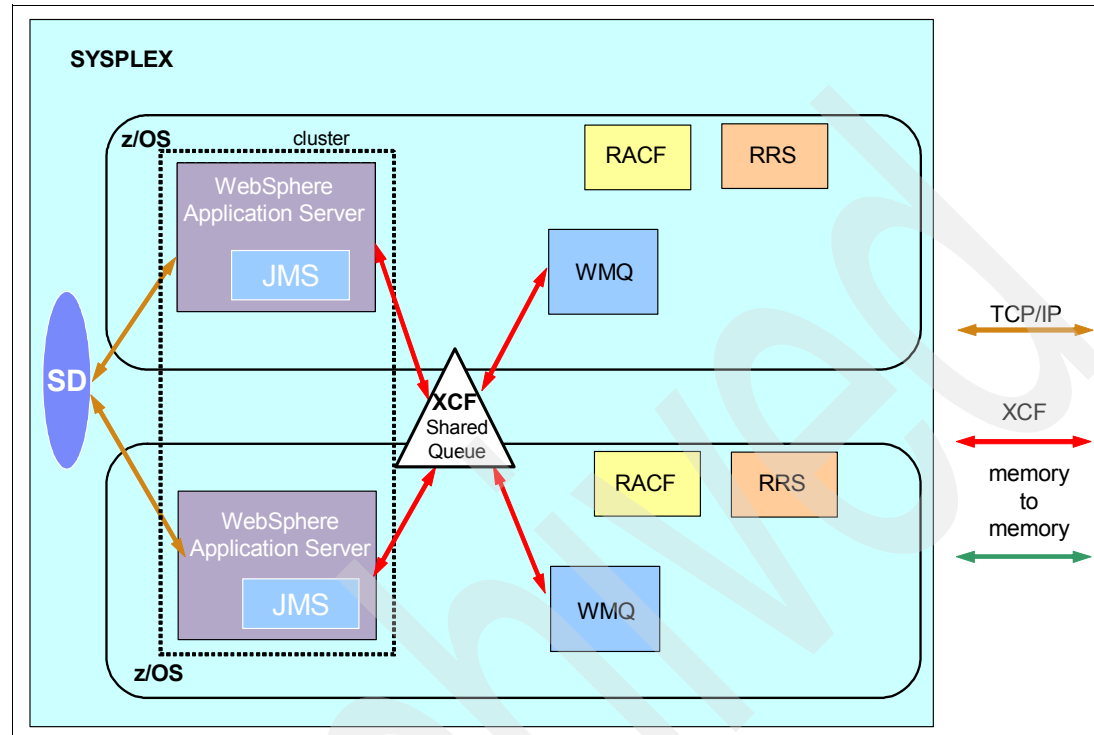 SYSPLEX
z/OS
cluster
WebSphere
Application Server
JMS
RACF
RRS
WMQ
SD
XCF
Shared
Queue
WebSphere
Application Server
JMS
RACF
RRS
WMQ
z/OS
TCP/IP
XCF
memory
to
memory